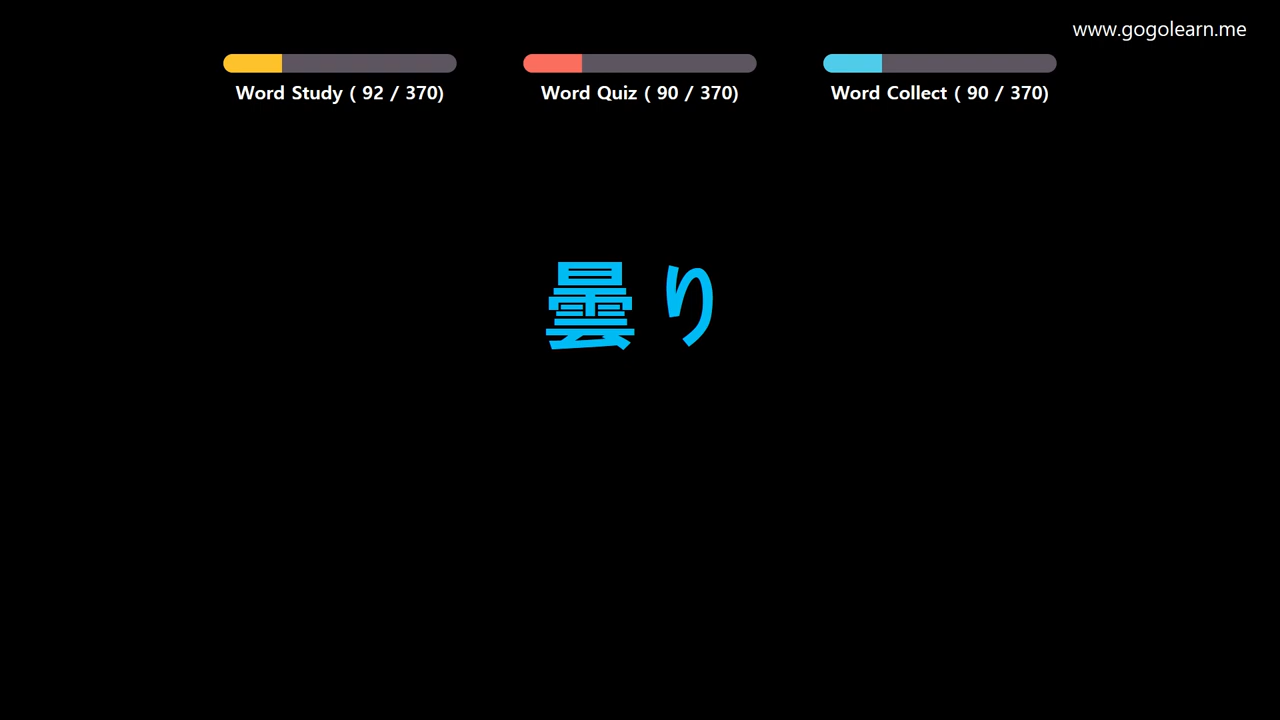 www.gogolearn.me
Word Study ( 92 / 370)
Word Quiz ( 90 / 370)
Word Collect ( 90 / 370)
曇り